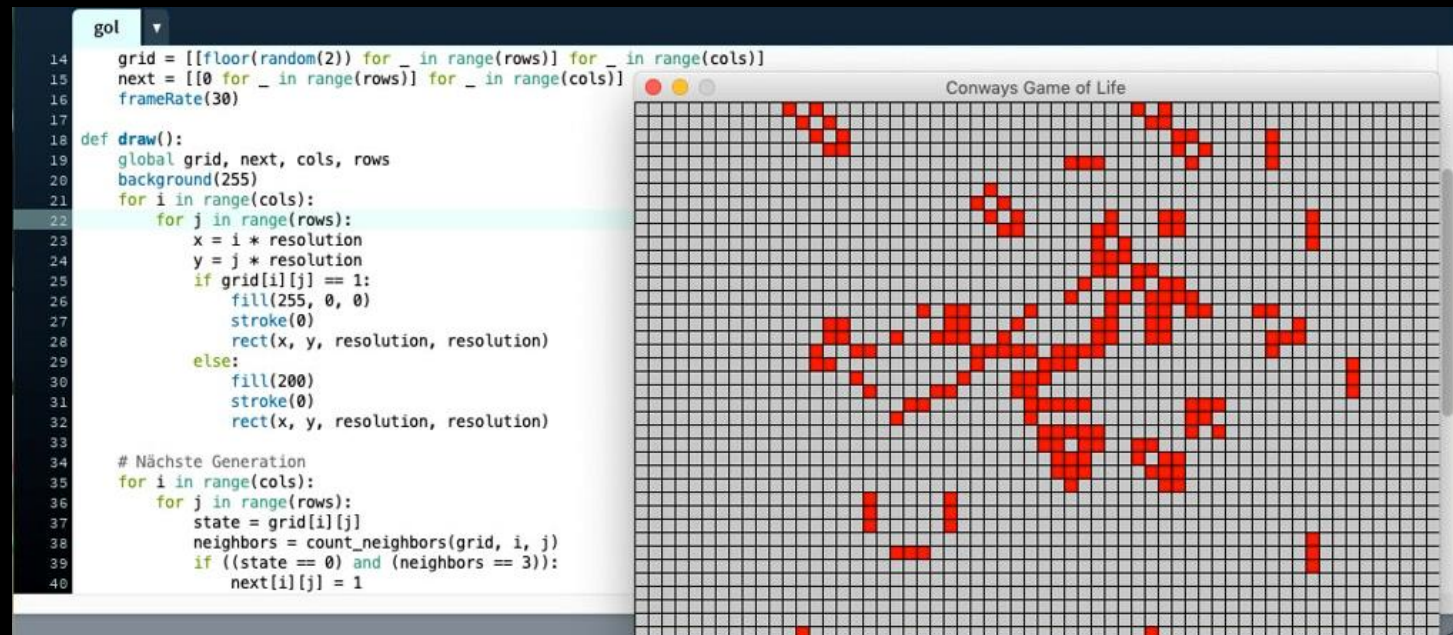 gol
14 grid = [[floor(random(2)) for _ in range(rows)] for _ in range(cols)]
15 next = [[0 for _ in range(rows)] for _ in range(cols)]
16 frameRate(30)
17
18 def draw():
19 global grid, next, cols, rows
20 background(255)
21 for i in range(cols):
22 for j in range(rows):
23 x = i * resolution
24 y = j * resolution
25 if grid[i][j] == 1:
26 fill(255, 0, 0)
27 stroke(0)
28 rect(x, y, resolution, resolution)
29 else:
30 fill(200)
31 stroke(0)
32 rect(x, y, resolution, resolution)
33
34 # Nächste Generation
35 for i in range(cols):
36 for j in range(rows):
37 state = grid[i][j]
38 neighbors = count_neighbors(grid, i, j)
39 if ((state == 0) and (neighbors == 3)):
40 next[i][j] = 1
Conways Game of Life